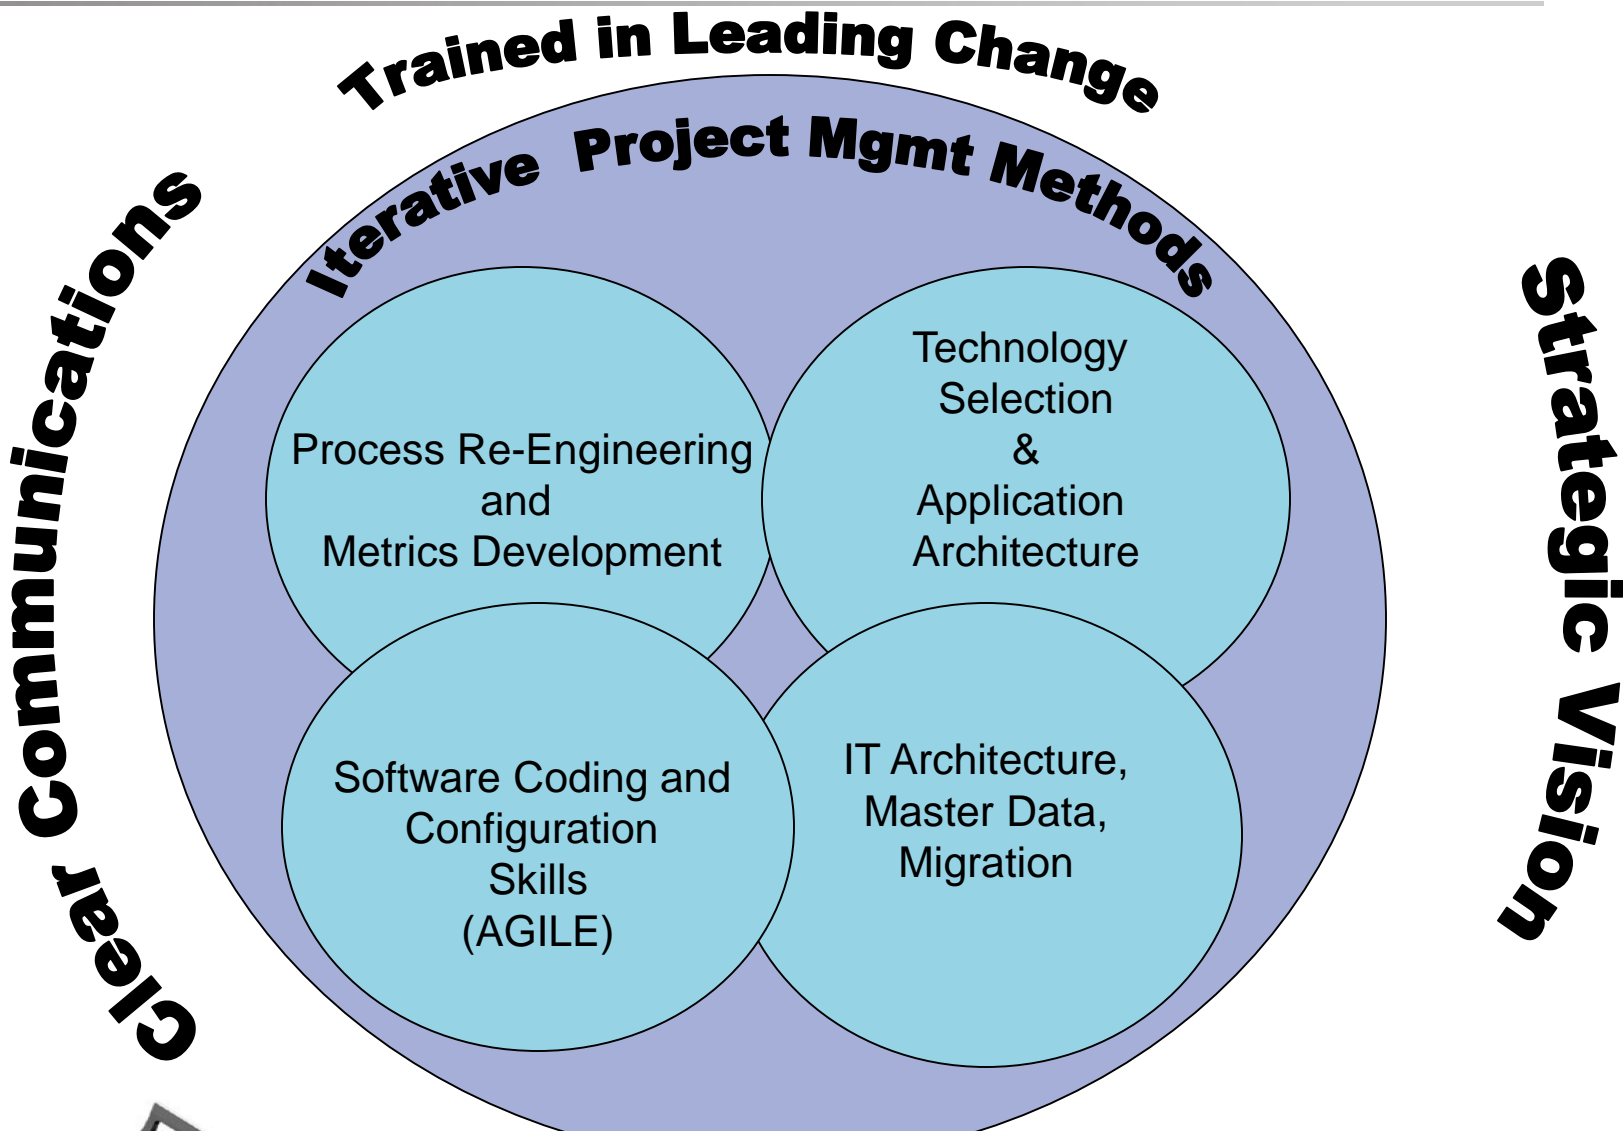 Trained in Leading Change
Iterative Project Mgmt Methods
Clear Communications
Strategic Vision
Process Re-Engineering
and
Metrics Development
Technology
Selection
&
Application
Architecture
Software Coding and
Configuration
Skills
(AGILE)
IT Architecture,
Master Data,
Migration